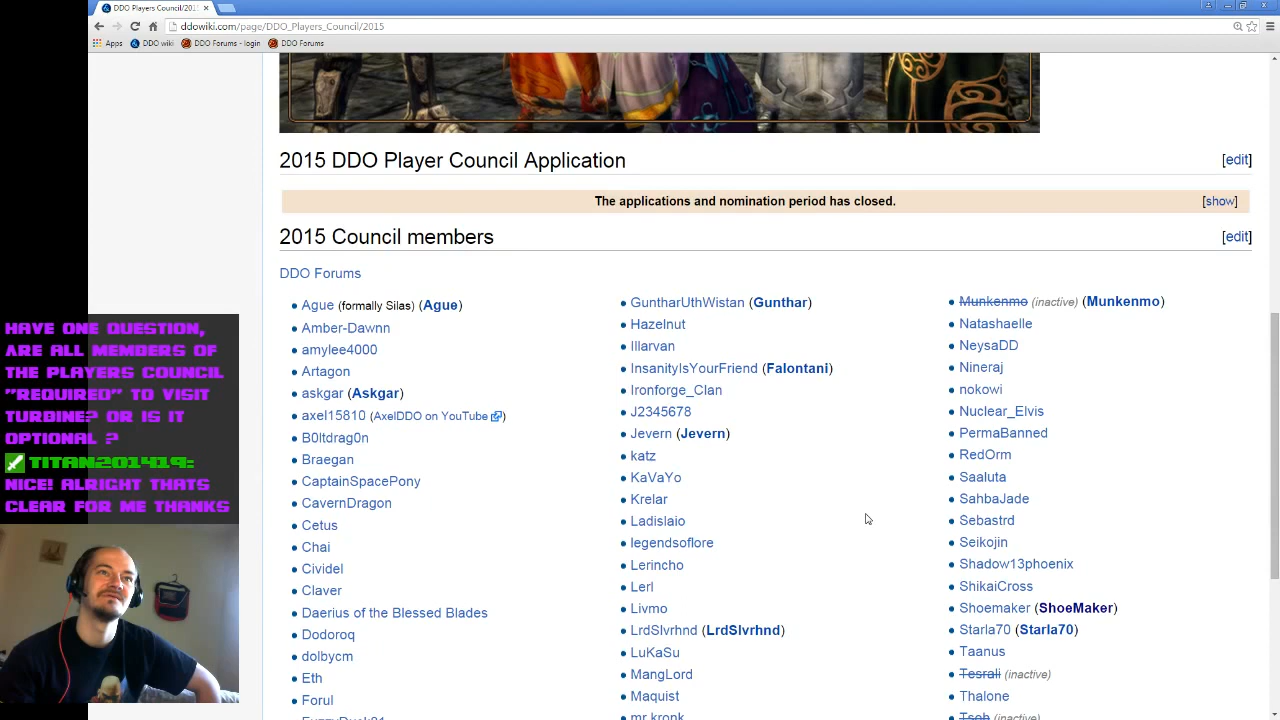 DDO Players Council/2015
ddowiki.com/page/DDO_Players_Council/2015
Apps DDO wiki DDO Forums - login DDO Forums
2015 DDO Player Council Application [edit]
The applications and nomination period has closed. [show]
2015 Council members [edit]
DDO Forums
Ague (formally Silas) (Ague)
Amber-Dawnn
amylee4000
Artagon
askgar (Askgar)
axel15810 (AxelDDO on YouTube)
B0ltdrag0n
Braegan
CaptainSpacePony
CavernDragon
Cetus
Chai
Cividel
Claver
Daerius of the Blessed Blades
Dodoroq
dolbycm
Eth
Forul
GuntharUthWistan (Gunthar)
Hazelnut
Illarvan
InsanityIsYourFriend (Falontani)
Ironforge_Clan
J2345678
Jevern (Jevern)
katz
KaVaYo
Krelar
Ladislaio
legendsoflore
Lerincho
Lerl
Livmo
LrdSlvrhnd (LrdSlvrhnd)
LuKaSu
MangLord
Maquist
mr kronk
Munkenmo (inactive) (Munkenmo)
Natashaelle
NeysaDD
Nineraj
nokowi
Nuclear_Elvis
PermaBanned
RedOrm
Saaluta
SahbaJade
Sebastrd
Seikojin
Shadow13phoenix
ShikaiCross
Shoemaker (ShoeMaker)
Starla70 (Starla70)
Taanus
Tesrali (inactive)
Thalone
(inactive)
HAVE ONE QUESTION,
ARE ALL MEMBERS OF
THE PLAYERS COUNCIL
"REQUIRED" TO VISIT
TURBINE? OR IS IT
OPTIONAL ?
TITAN201419:
NICE! ALRIGHT THATS
CLEAR FOR ME THANKS